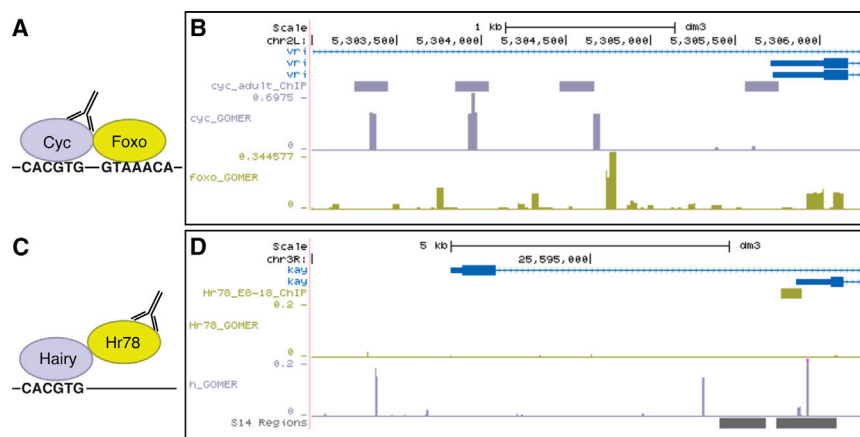 A
Cyc Foxo
CACGTG GTAAACA
B
Scale 1 kb dm3
chr2L: 5,303,500 5,304,000 5,304,500 5,305,000 5,305,500 5,306,000
vri
vri
vri
cyc_adult_ChIP
0.6975
cyc_GOMER
0
0.344577
foxo_GOMER
0
C
Hairy Hr78
CACGTG
D
Scale 5 kb dm3
chr3R: 25,595,000
kay
kay
Hr78_E8-18_ChIP
0.2
Hr78_GOMER
0
0.2
h_GOMER
0
S14 Regions